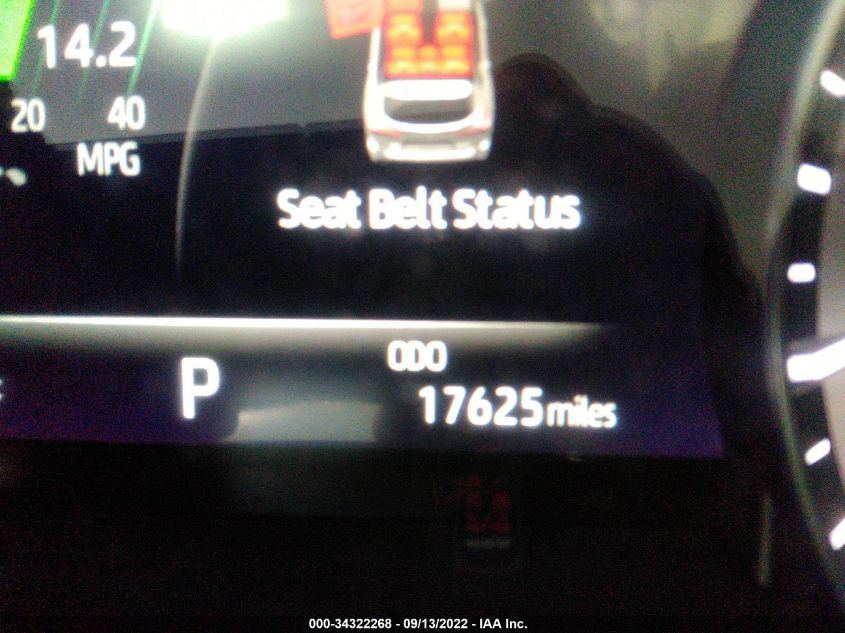 14.2
20 40
MPG
Seat Belt Status
ODO
P
17625 miles
000-34322268 - 09/13/2022 - IAA Inc.